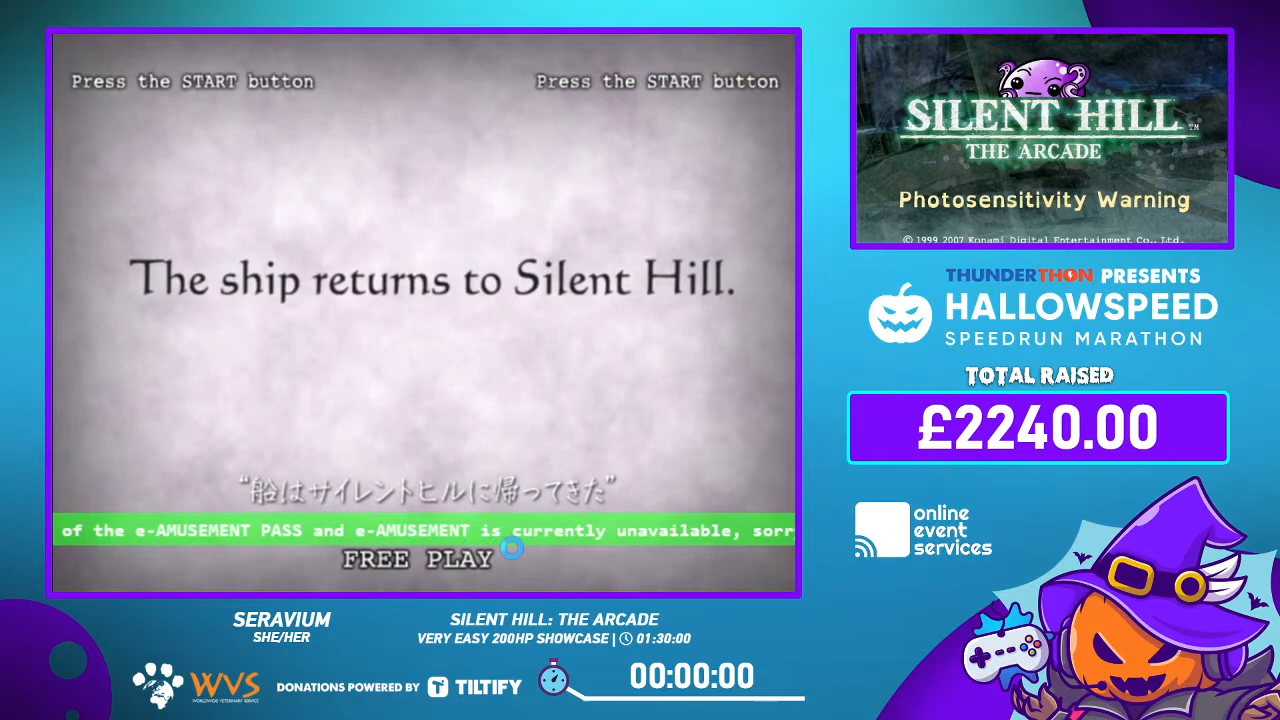 Press the START button
Press the START button
The ship returns to Silent Hill.
“船はサイレントヒルに帰ってきた”
of the e-AMUSEMENT PASS and e-AMUSEMENT is currently unavailable, sorr
FREE PLAY
SILENT HILL™
THE ARCADE
Photosensitivity Warning
© 1999 2007 Konami Digital Entertainment Co., Ltd.
THUNDERTHON PRESENTS
HALLOWSPEED
SPEEDRUN MARATHON
TOTAL RAISED
£2240.00
online
event
services
SERAVIUM
SHE/HER
SILENT HILL: THE ARCADE
VERY EASY 200HP SHOWCASE | 01:30:00
WVS
WORLDWIDE VETERINARY SERVICE
DONATIONS POWERED BY
TILTIFY
00:00:00